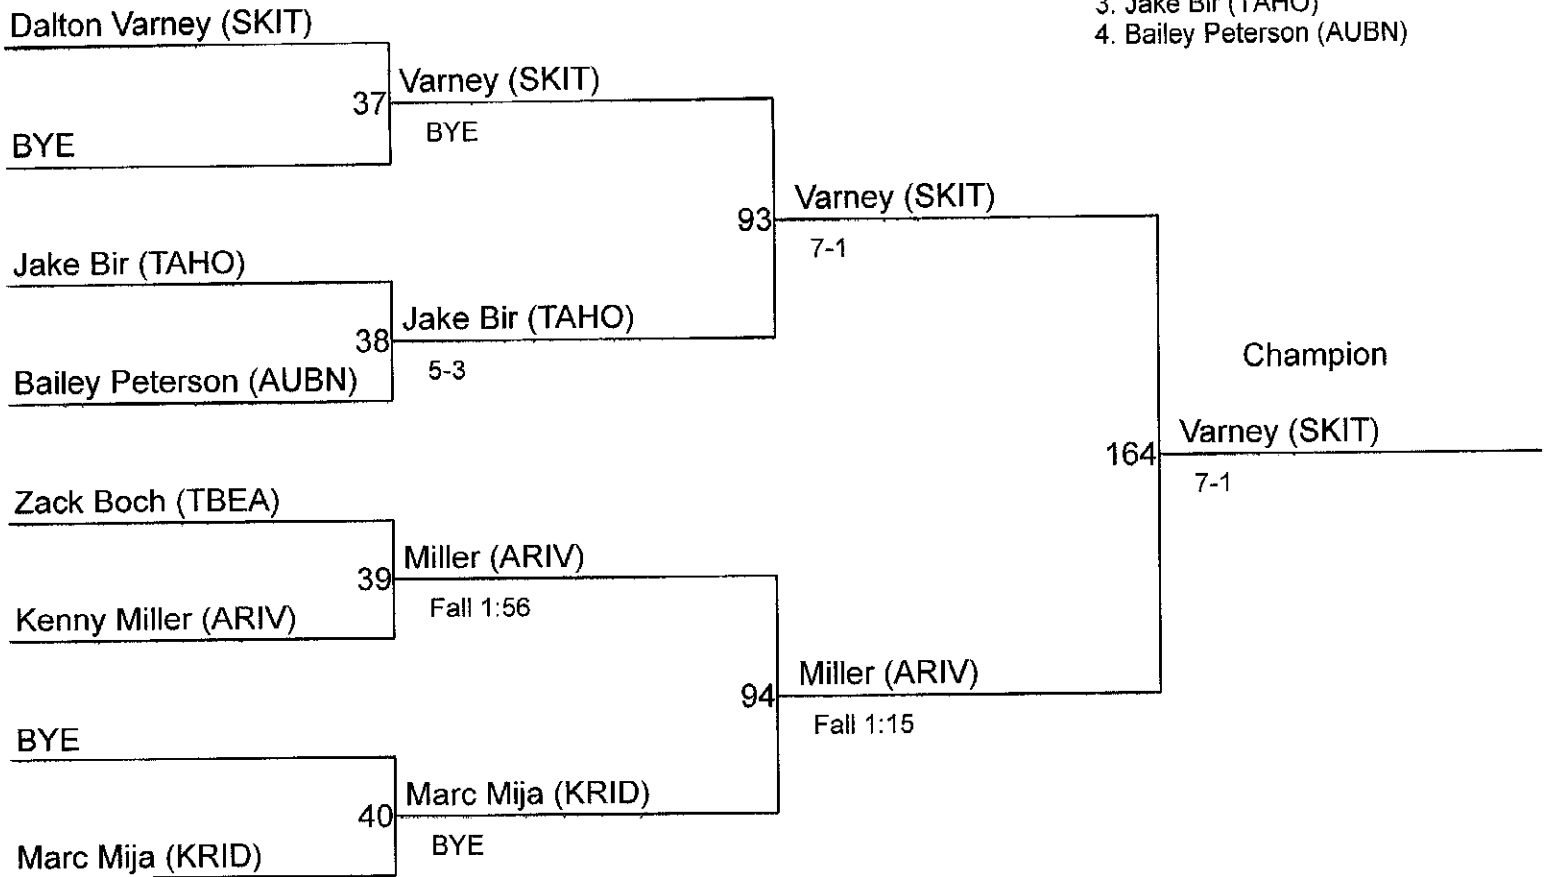 3. Jake Bir (TAHO)
4. Bailey Peterson (AUBN)
Dalton Varney (SKIT)
37
Varney (SKIT)
BYE
BYE
93
Varney (SKIT)
7-1
Jake Bir (TAHO)
38
Jake Bir (TAHO)
5-3
Bailey Peterson (AUBN)
Champion
164
Varney (SKIT)
7-1
Zack Boch (TBEA)
39
Miller (ARIV)
Fall 1:56
Kenny Miller (ARIV)
94
Miller (ARIV)
Fall 1:15
BYE
40
Marc Mija (KRID)
BYE
Marc Mija (KRID)